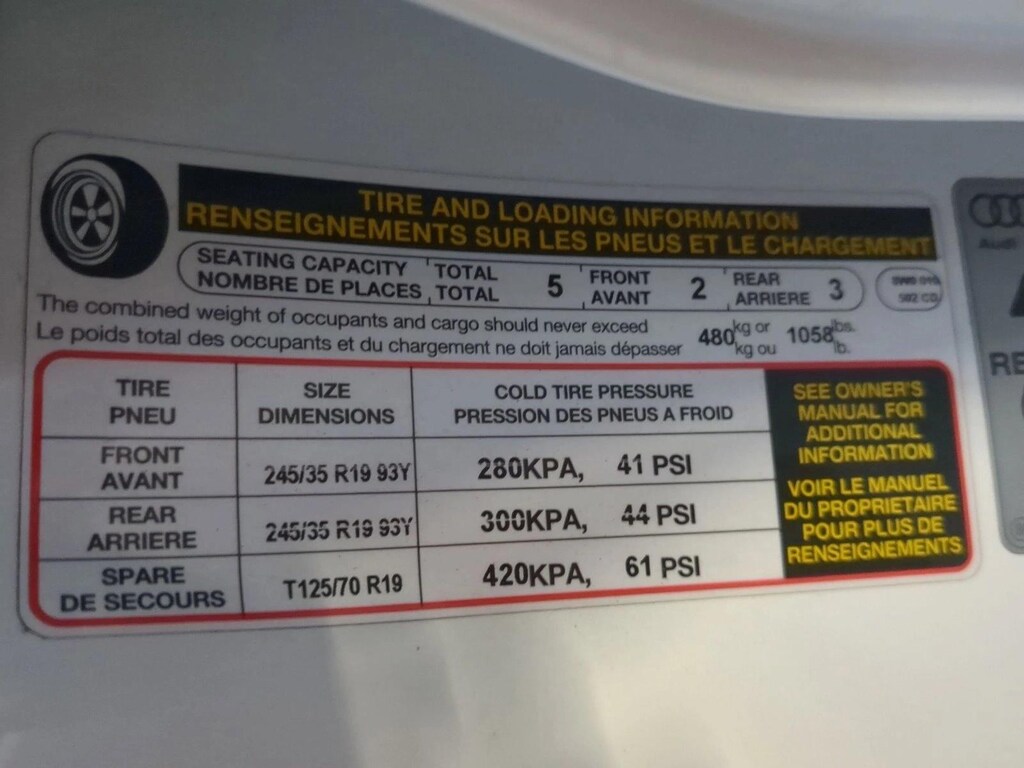 TIRE AND LOADING INFORMATION
RENSEIGNEMENTS SUR LES PNEUS ET LE CHARGEMENT
SEATING CAPACITY TOTAL 5 FRONT 2 REAR 3
NOMBRE DE PLACES TOTAL AVANT ARRIERE
The combined weight of occupants and cargo should never exceed 480 kg or 1058 lbs.
Le poids total des occupants et du chargement ne doit jamais dépasser kg ou lb.
TIRE SIZE COLD TIRE PRESSURE
PNEU DIMENSIONS PRESSION DES PNEUS A FROID
FRONT
AVANT 245/35 R19 93Y 280KPA, 41 PSI
REAR
ARRIERE 245/35 R19 93Y 300KPA, 44 PSI
SPARE
DE SECOURS T125/70 R19 420KPA, 61 PSI
SEE OWNER'S
MANUAL FOR
ADDITIONAL
INFORMATION
VOIR LE MANUEL
DU PROPRIETAIRE
POUR PLUS DE
RENSEIGNEMENTS
Audi